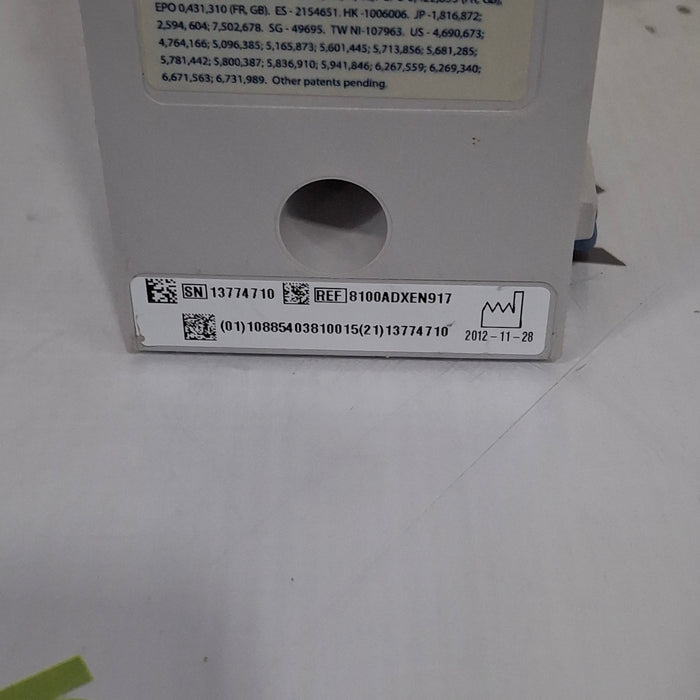 EPO 0,431,310 (FR, GB). ES - 2154651. HK -1006006. JP -1,816,872;
2,594,604; 7,502,678. SG - 49695. TW NI-107963. US - 4,690,673;
4,764,166; 5,096,385; 5,165,873; 5,601,445; 5,713,856; 5,681,285;
5,781,442; 5,800,387; 5,836,910; 5,941,846; 6,267,559; 6,269,340;
6,671,563; 6,731,989. Other patents pending.
SN 13774710 REF 8100ADXEN917
(01)10885403810015(21)13774710
2012-11-28